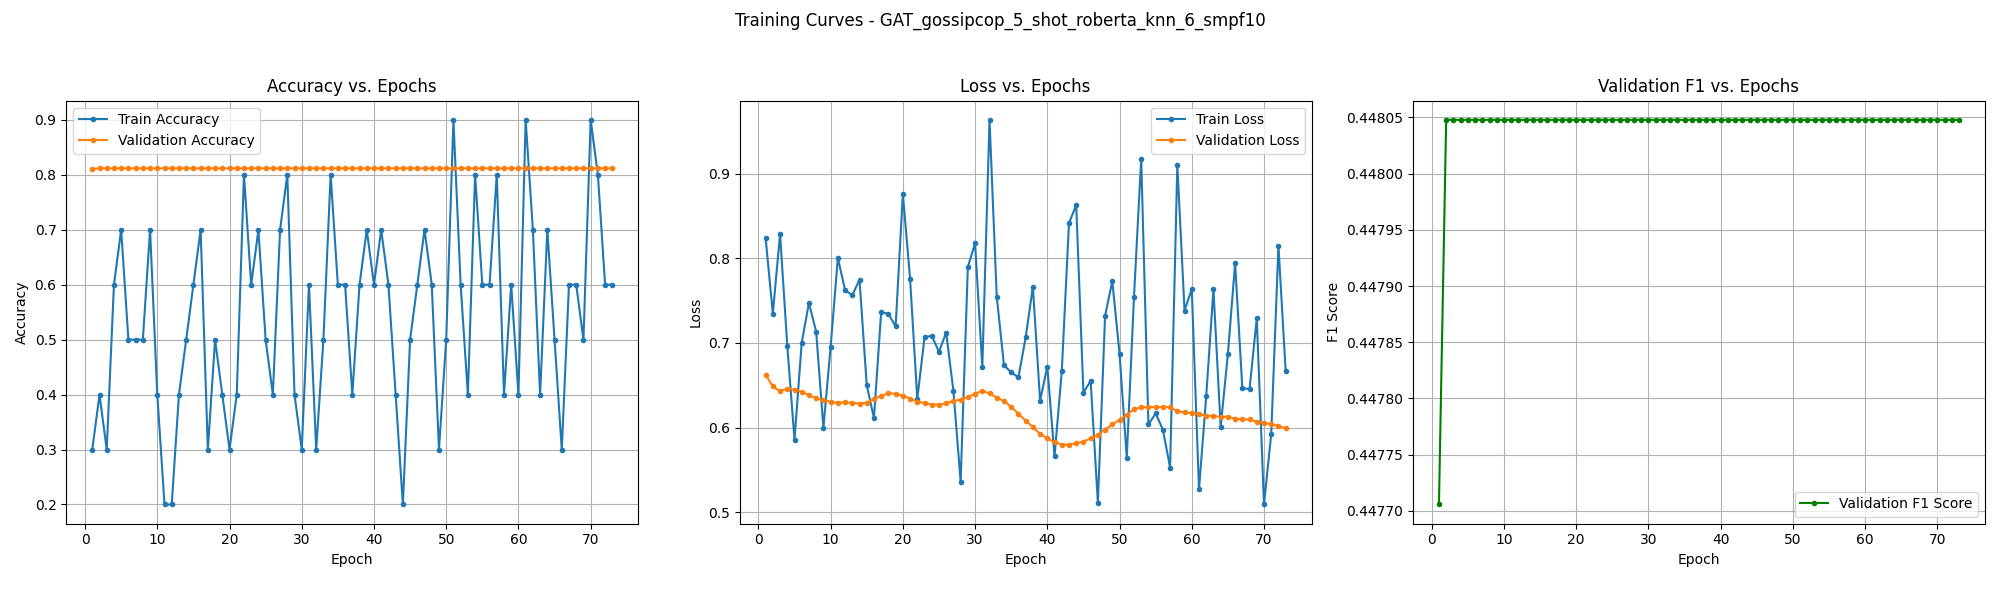 Training Curves - GAT_gossipcop_5_shot_roberta_knn_6_smpf10
Accuracy vs. Epochs
Train Accuracy
Validation Accuracy
0.9
0.8
0.7
0.6
0.5
0.4
0.3
0.2
Accuracy
0 10 20 30 40 50 60 70
Epoch
Loss vs. Epochs
Train Loss
Validation Loss
0.9
0.8
0.7
0.6
0.5
Loss
0 10 20 30 40 50 60 70
Epoch
Validation F1 vs. Epochs
0.44805
0.44800
0.44795
0.44790
0.44785
0.44780
0.44775
0.44770
F1 Score
Validation F1 Score
0 10 20 30 40 50 60 70
Epoch